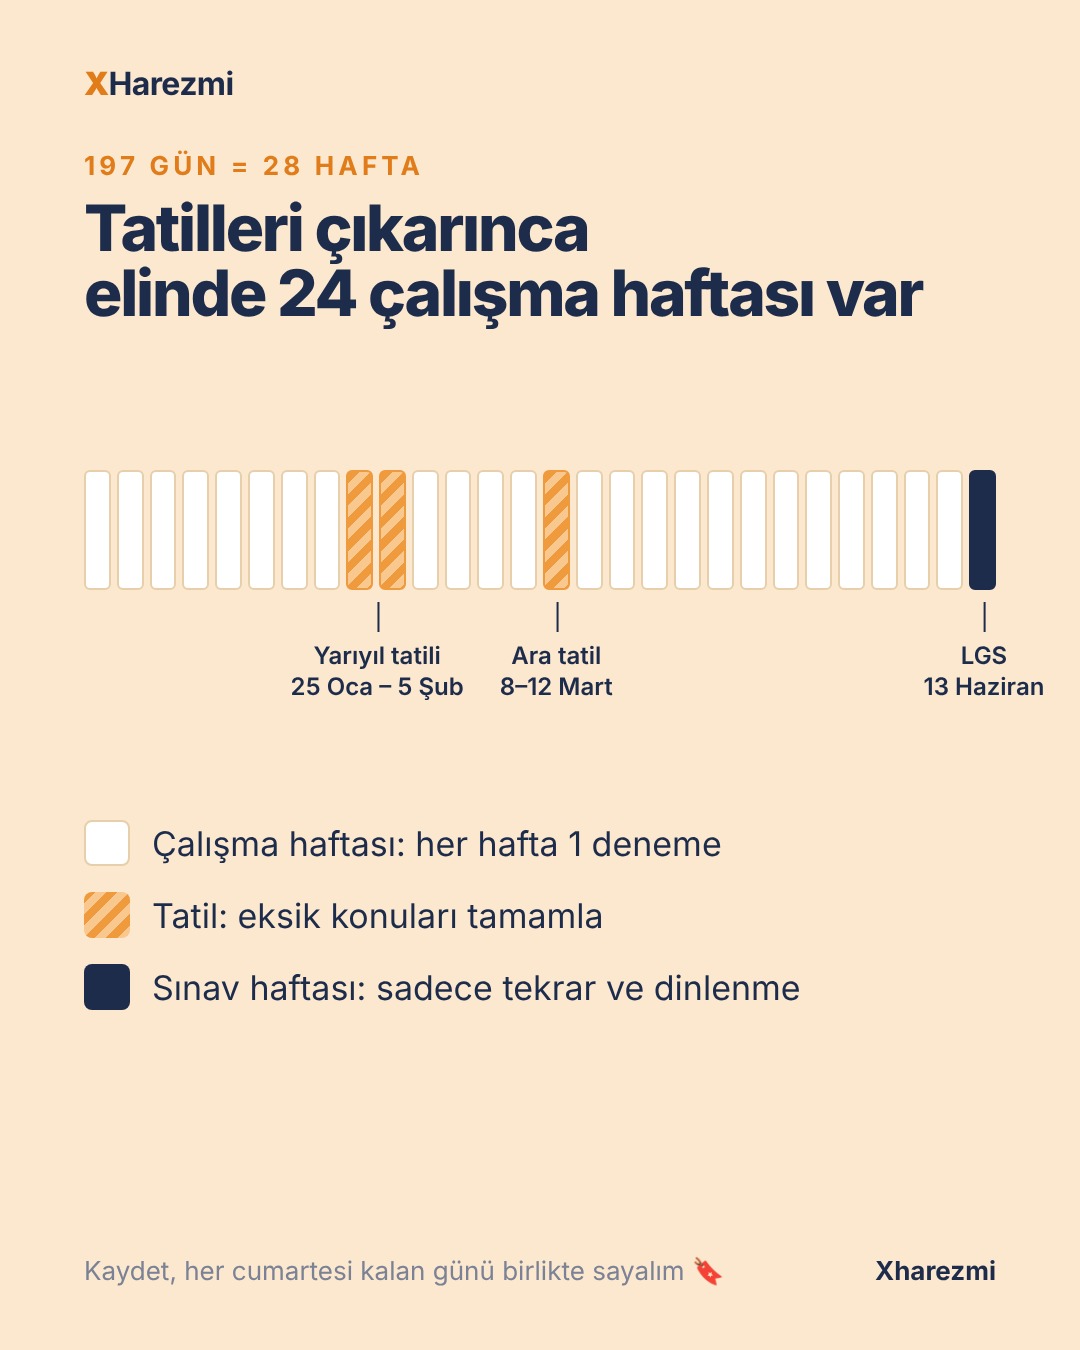 XHarezmi
197 GÜN = 28 HAFTA
Tatilleri çıkarınca
elinde 24 çalışma haftası var
Yarıyıl tatili
25 Oca – 5 Şub
Ara tatil
8–12 Mart
LGS
13 Haziran
Çalışma haftası: her hafta 1 deneme
Tatil: eksik konuları tamamla
Sınav haftası: sadece tekrar ve dinlenme
Kaydet, her cumartesi kalan günü birlikte sayalım 🔖
Xharezmi